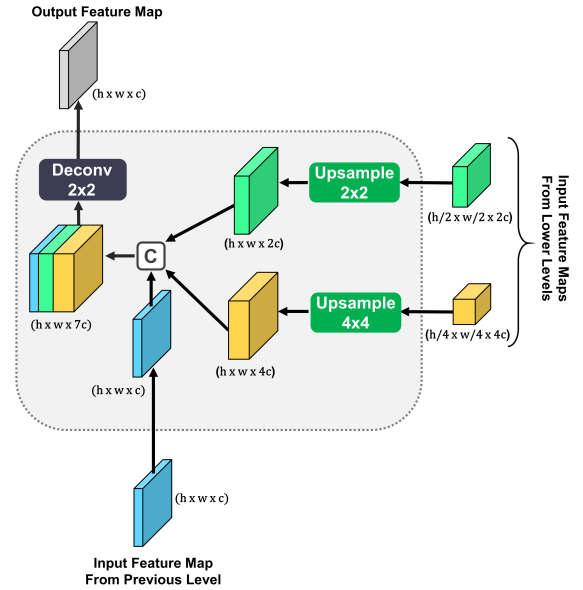 Output Feature Map
(h x w x c)
Deconv
2x2
Upsample
2x2
(h/2 x w/2 x 2c)
(h x w x 2c)
C
(h x w x 7c)
Upsample
4x4
(h/4 x w/4 x 4c)
(h x w x 4c)
(h x w x c)
Input Feature Maps
From Lower Levels
(h x w x c)
Input Feature Map
From Previous Level